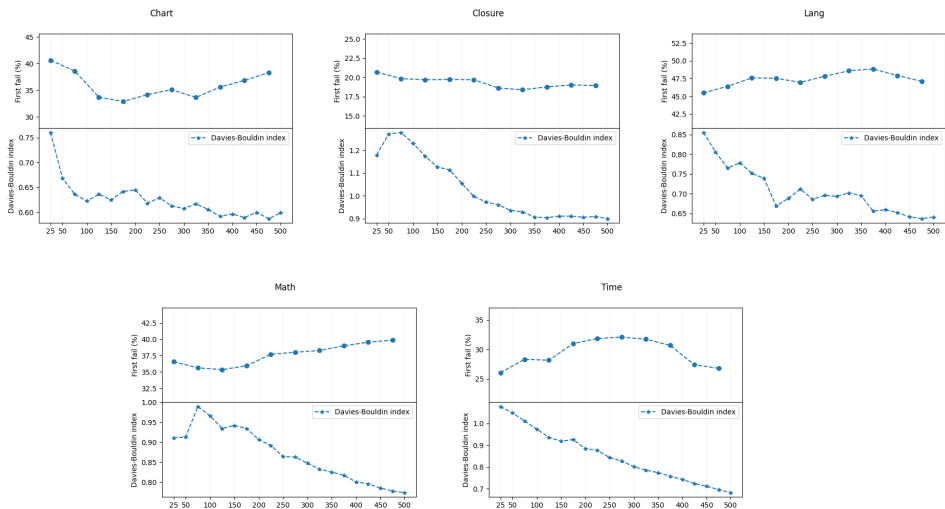 Chart
Closure
Lang
45
40
35
30
First fail (%)
0.75
0.70
0.65
0.60
Davies-Bouldin index
Davies-Bouldin index
25 50 100 150 200 250 300 350 400 450 500
25.0
22.5
20.0
17.5
15.0
First fail (%)
1.2
1.1
1.0
0.9
Davies-Bouldin index
Davies-Bouldin index
25 50 100 150 200 250 300 350 400 450 500
52.5
50.0
47.5
45.0
42.5
First fail (%)
0.85
0.80
0.75
0.70
0.65
Davies-Bouldin index
Davies-Bouldin index
25 50 100 150 200 250 300 350 400 450 500
Math
Time
42.5
40.0
37.5
35.0
32.5
First fail (%)
1.00
0.95
0.90
0.85
0.80
Davies-Bouldin index
Davies-Bouldin index
25 50 100 150 200 250 300 350 400 450 500
35
30
25
First fail (%)
1.0
0.9
0.8
0.7
Davies-Bouldin index
Davies-Bouldin index
25 50 100 150 200 250 300 350 400 450 500